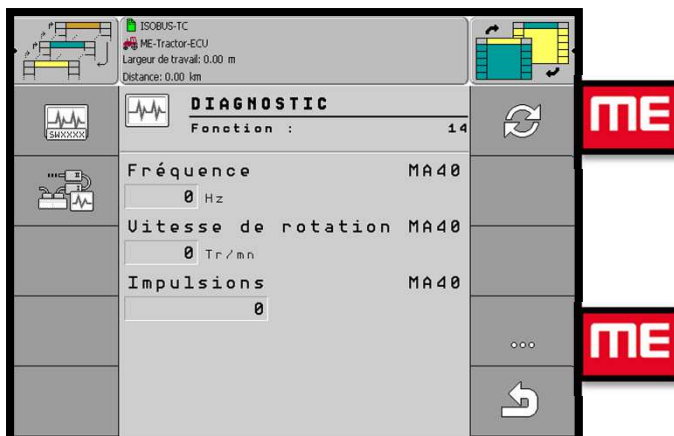 ISOBUS-TC
ME-Tractor-ECU
Largeur de travail: 0.00 m
Distance: 0.00 km
DIAGNOSTIC
Fonction : 14
SWXXXX
Fréquence MA40
0 Hz
Vitesse de rotation MA40
0 Tr/mn
Impulsions MA40
0
...
ME
ME